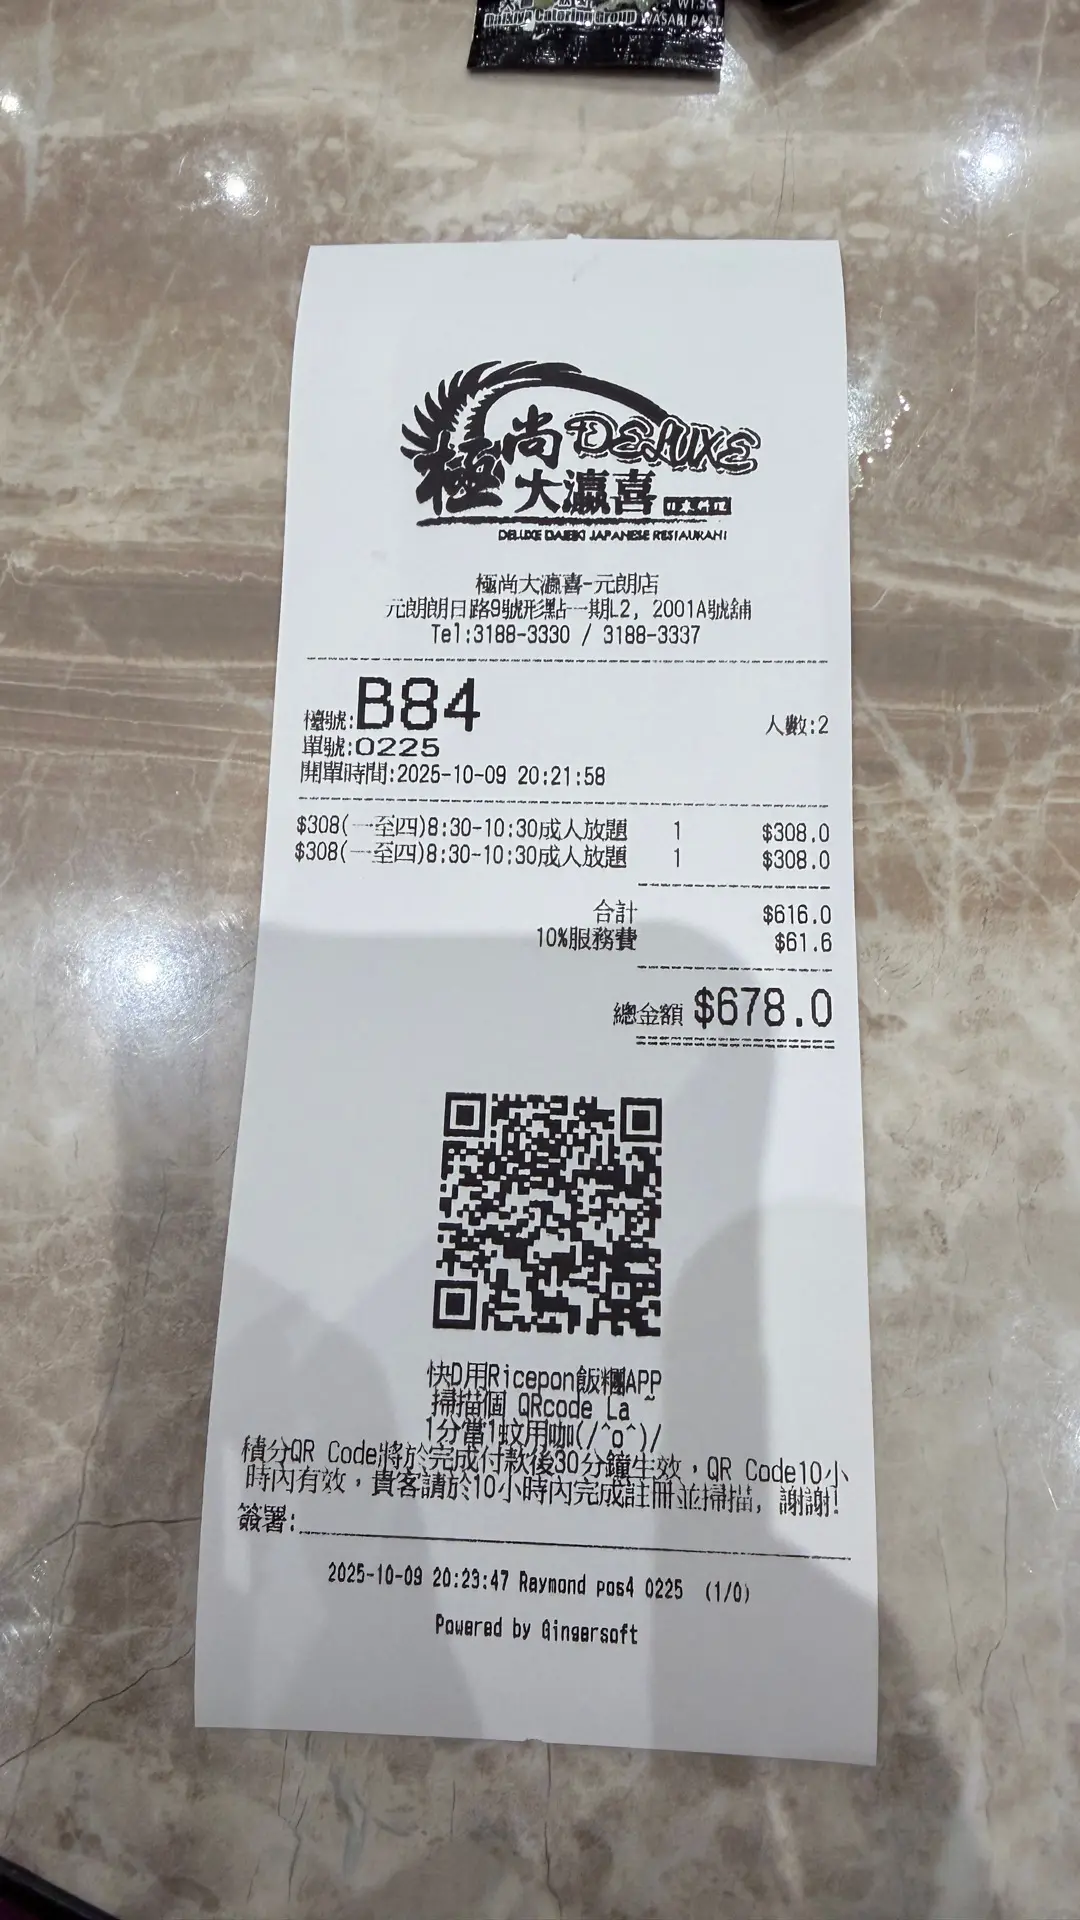 Daikiya Catering Group WASABI PAST
極尚 DELUXE
大瀛喜
DELUXE DAIEKI JAPANESE RESTAURANT
極尚大瀛喜-元朗店
元朗朗日路9號形點一期L2, 2001A號舖
Tel:3188-3330 / 3188-3337
檯號:B84 人數:2
單號:0225
開單時間:2025-10-09 20:21:58
$308(一至四)8:30-10:30成人放題 1 $308.0
$308(一至四)8:30-10:30成人放題 1 $308.0
合計 $616.0
10%服務費 $61.6
總金額 $678.0
快D用Ricepon飯糰APP
掃描個 QRcode La ~
1分當1蚊用咖(/^o^)/
積分QR Code將於完成付款後30分鐘生效，QR Code10小
時內有效，貴客請於10小時內完成註冊並掃描, 謝謝!
簽署:
2025-10-09 20:23:47 Raymond pos4 0225 (1/0)
Powered by Gingersoft